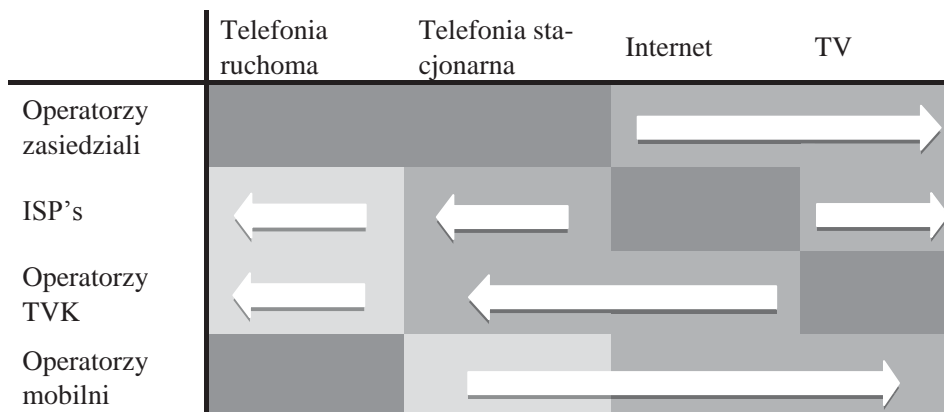 Telefonia
ruchoma
Telefonia sta-
cjonarna
Internet
TV
Operatorzy
zasiedziali
ISP's
Operatorzy
TVK
Operatorzy
mobilni